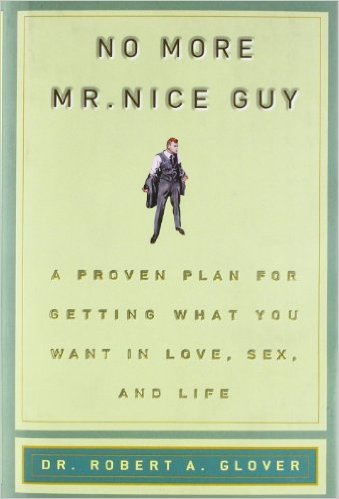 NO MORE
MR. NICE GUY
A PROVEN PLAN FOR
GETTING WHAT YOU
WANT IN LOVE, SEX,
AND LIFE
DR. ROBERT A. GLOVER